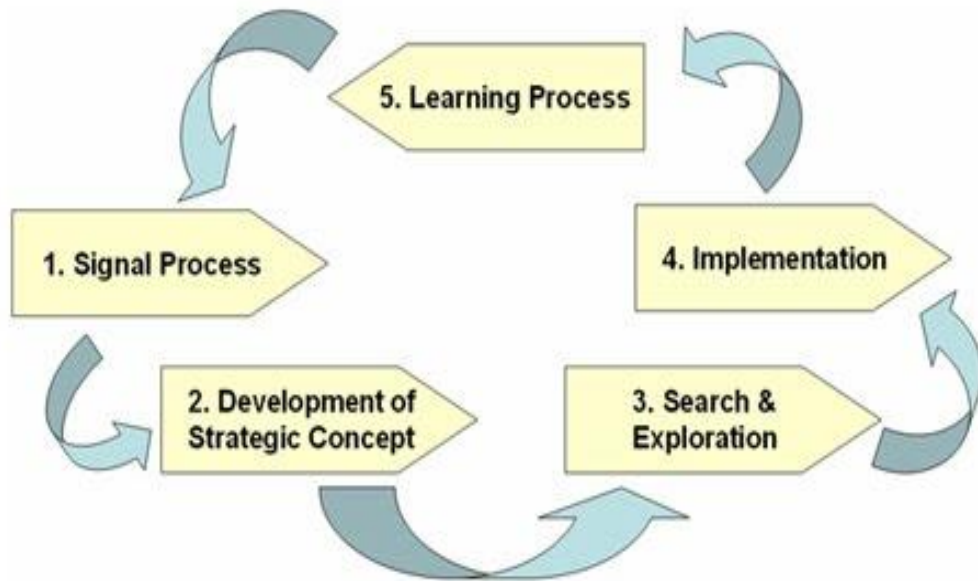 5. Learning Process
1. Signal Process
4. Implementation
2. Development of
Strategic Concept
3. Search &
Exploration